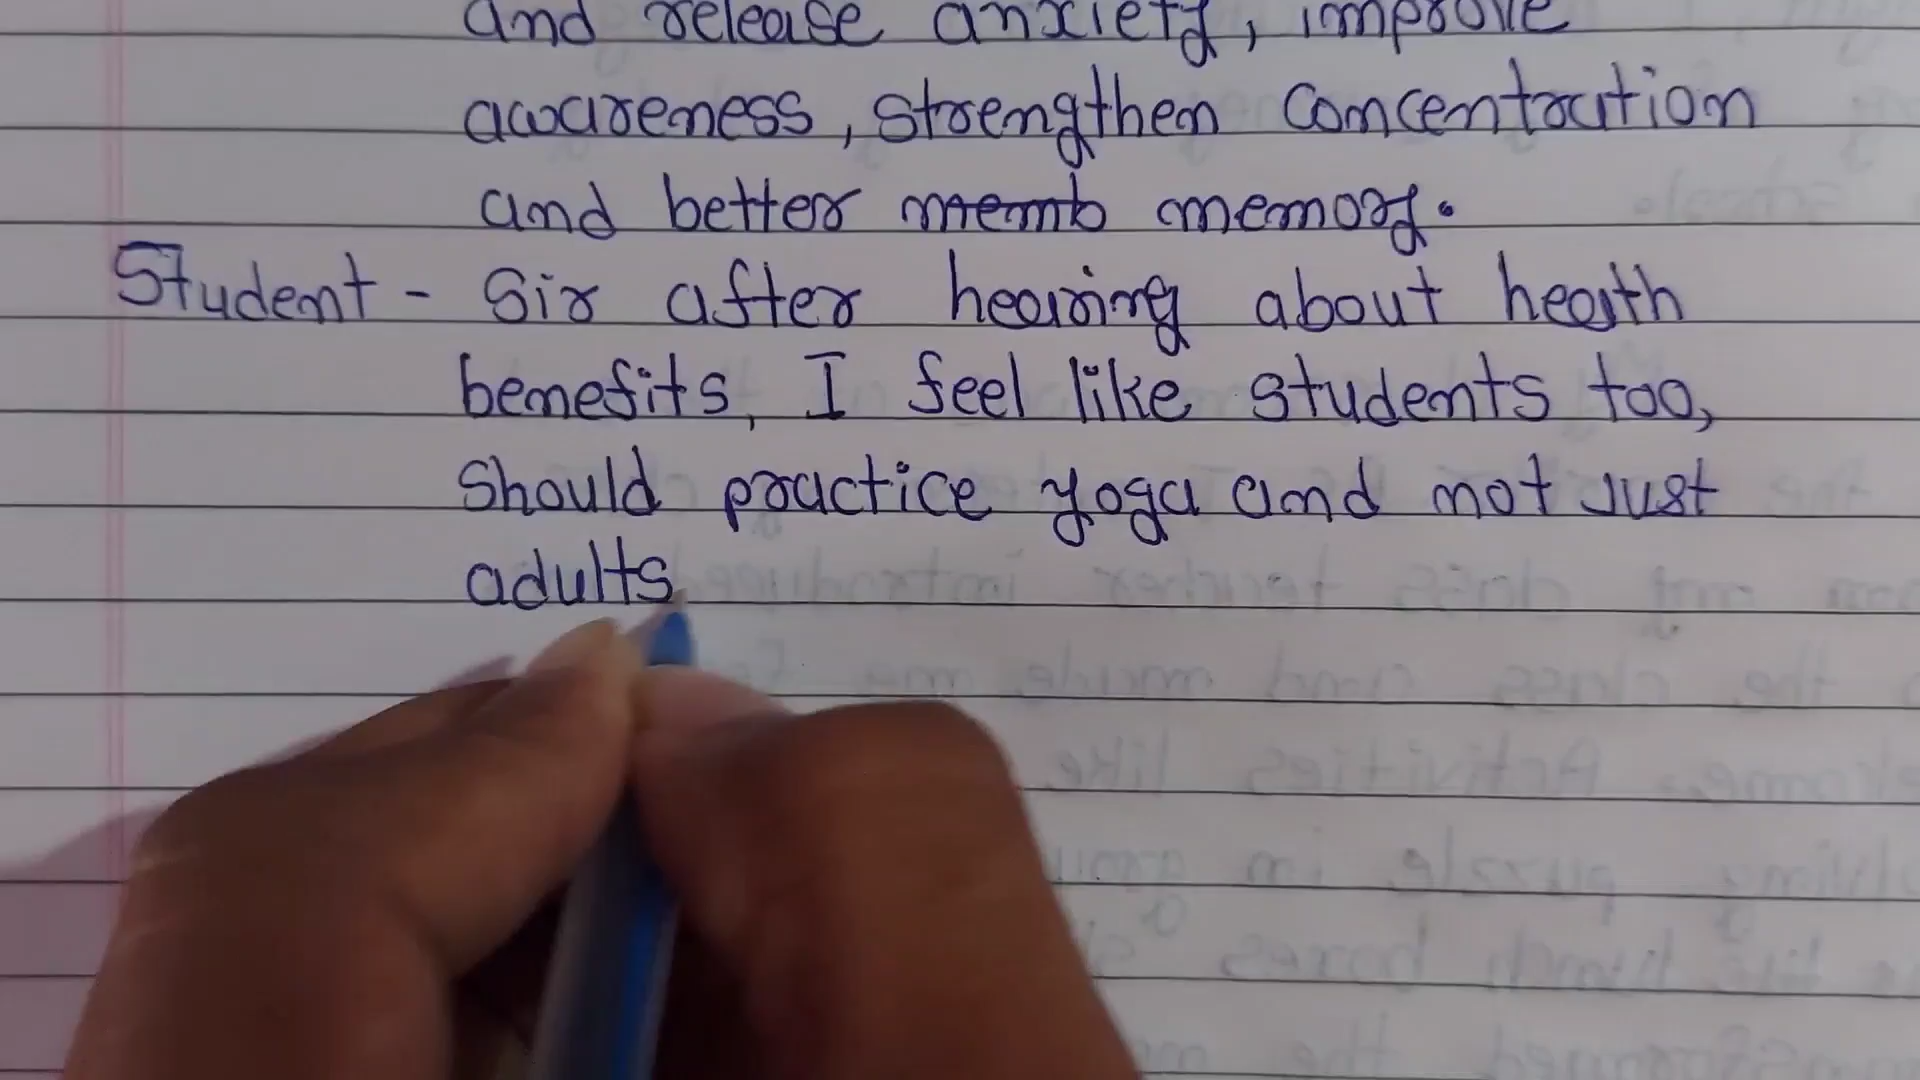 and release anxiety, improve
awareness, strengthen concentration
and better memb memory.
Student - Sir after hearing about heath
benefits, I feel like students too,
should practice yoga and not Just
adults